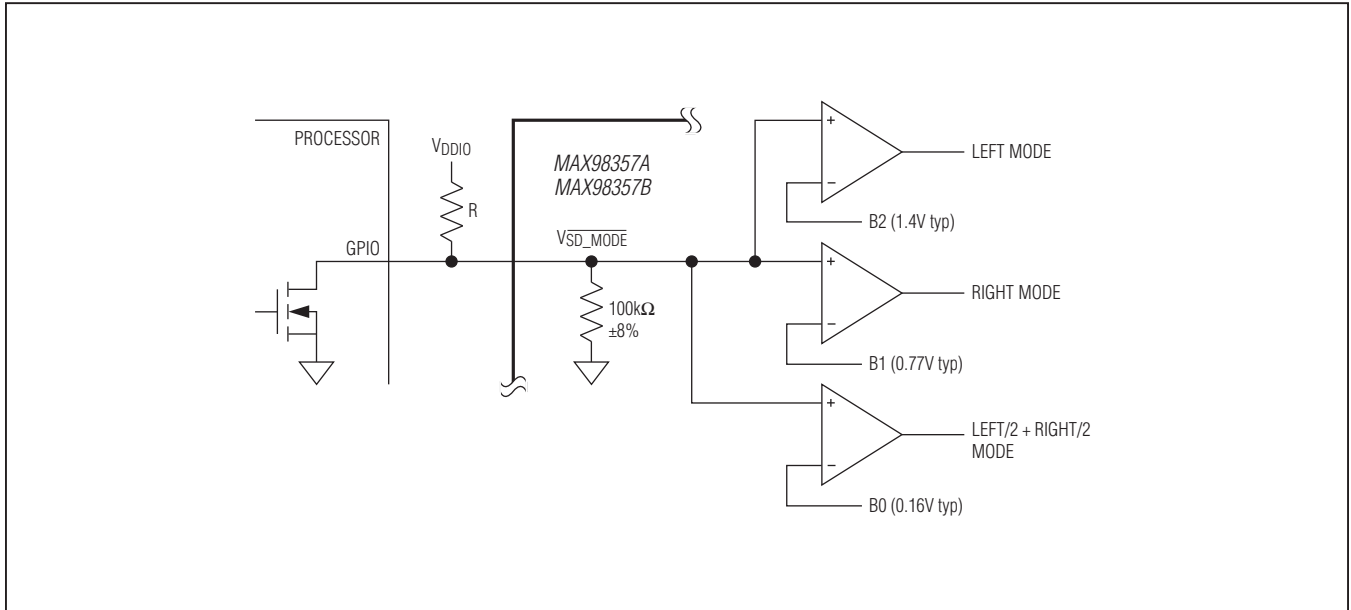 PROCESSOR
VDDIO
R
GPIO
MAX98357A
MAX98357B
VSD_MODE
100kΩ
±8%
+
−
LEFT MODE
B2 (1.4V typ)
+
−
RIGHT MODE
B1 (0.77V typ)
+
−
LEFT/2 + RIGHT/2
MODE
B0 (0.16V typ)